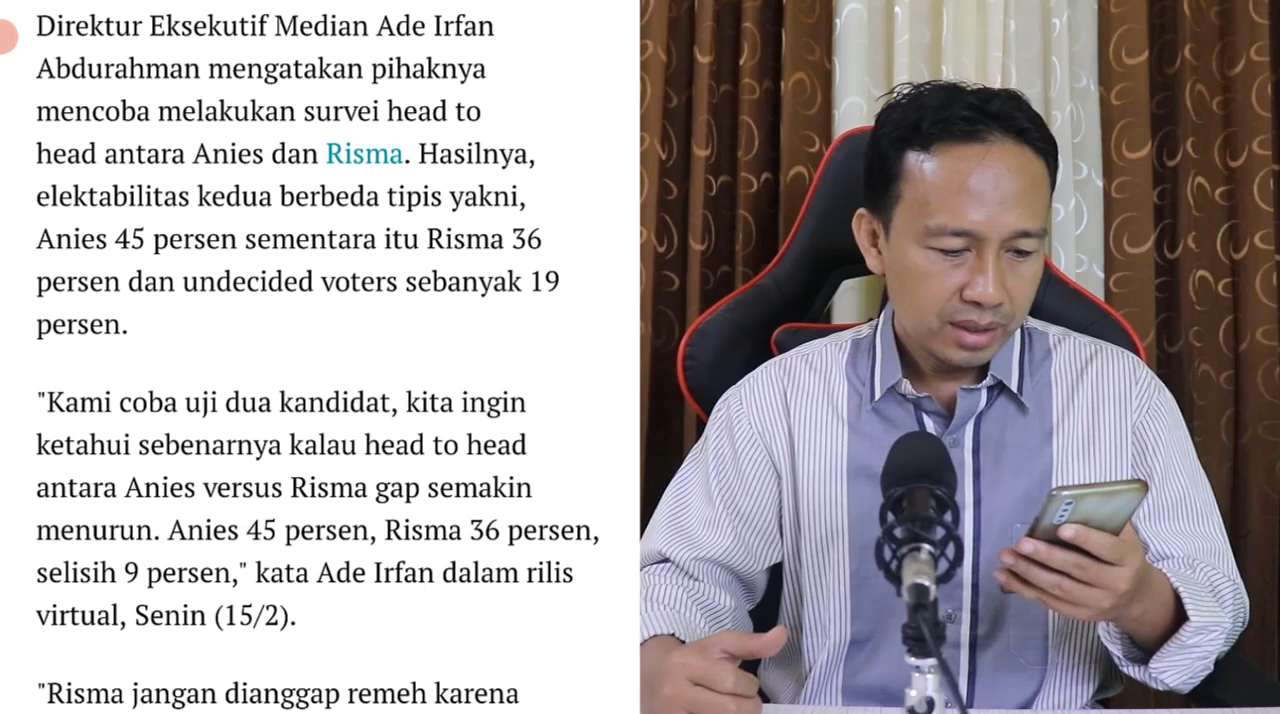 Direktur Eksekutif Median Ade Irfan
Abdurahman mengatakan pihaknya
mencoba melakukan survei head to
head antara Anies dan Risma. Hasilnya,
elektabilitas kedua berbeda tipis yakni,
Anies 45 persen sementara itu Risma 36
persen dan undecided voters sebanyak 19
persen.
"Kami coba uji dua kandidat, kita ingin
ketahui sebenarnya kalau head to head
antara Anies versus Risma gap semakin
menurun. Anies 45 persen, Risma 36 persen,
selisih 9 persen," kata Ade Irfan dalam rilis
virtual, Senin (15/2).
"Risma jangan dianggap remeh karena